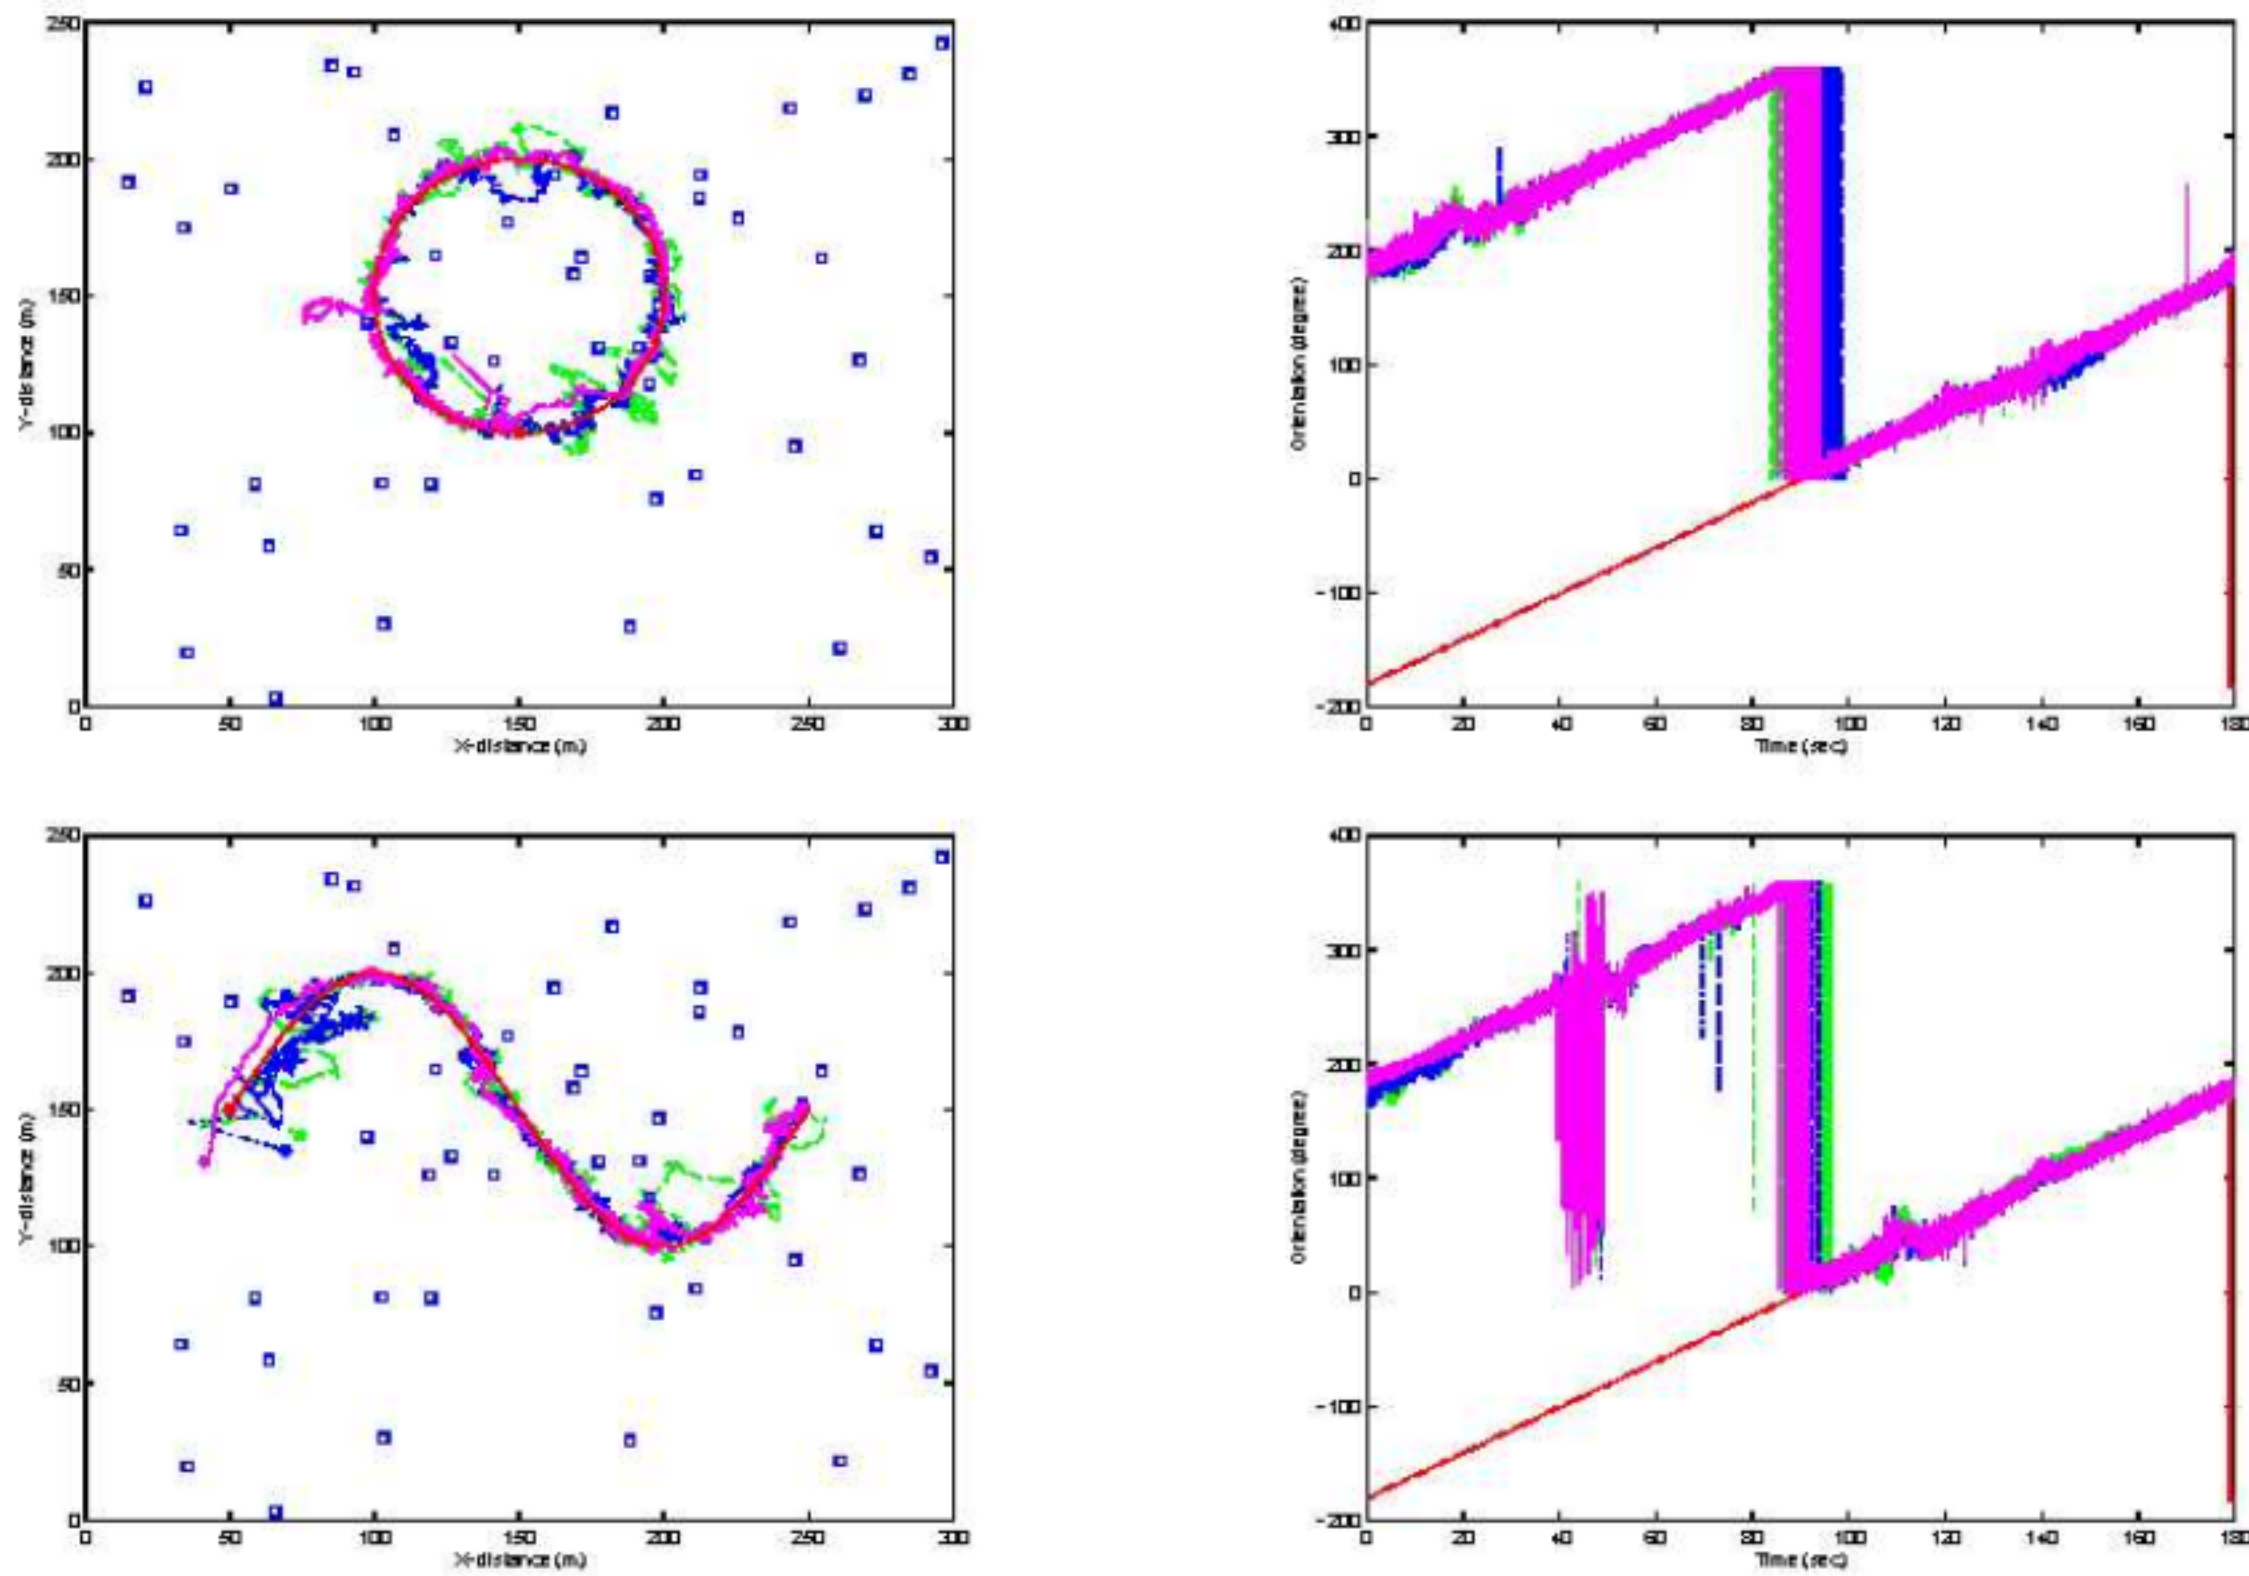 250
200
150
100
50
0
0 50 100 150 200 250 300
X-distance (m)
Y-distance (m)
400
300
200
100
0
-100
-200
0 20 40 60 80 100 120 140 160 180
Time (sec)
Orientation (degree)
250
200
150
100
50
0
0 50 100 150 200 250 300
X-distance (m)
Y-distance (m)
400
300
200
100
0
-100
-200
0 20 40 60 80 100 120 140 160 180
Time (sec)
Orientation (degree)